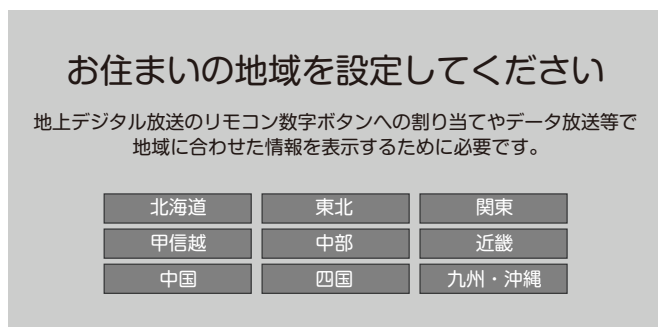 お住まいの地域を設定してください
地上デジタル放送のリモコン数字ボタンへの割り当てやデータ放送等で
地域に合わせた情報を表示するために必要です。
北海道 東北 関東
甲信越 中部 近畿
中国 四国 九州・沖縄